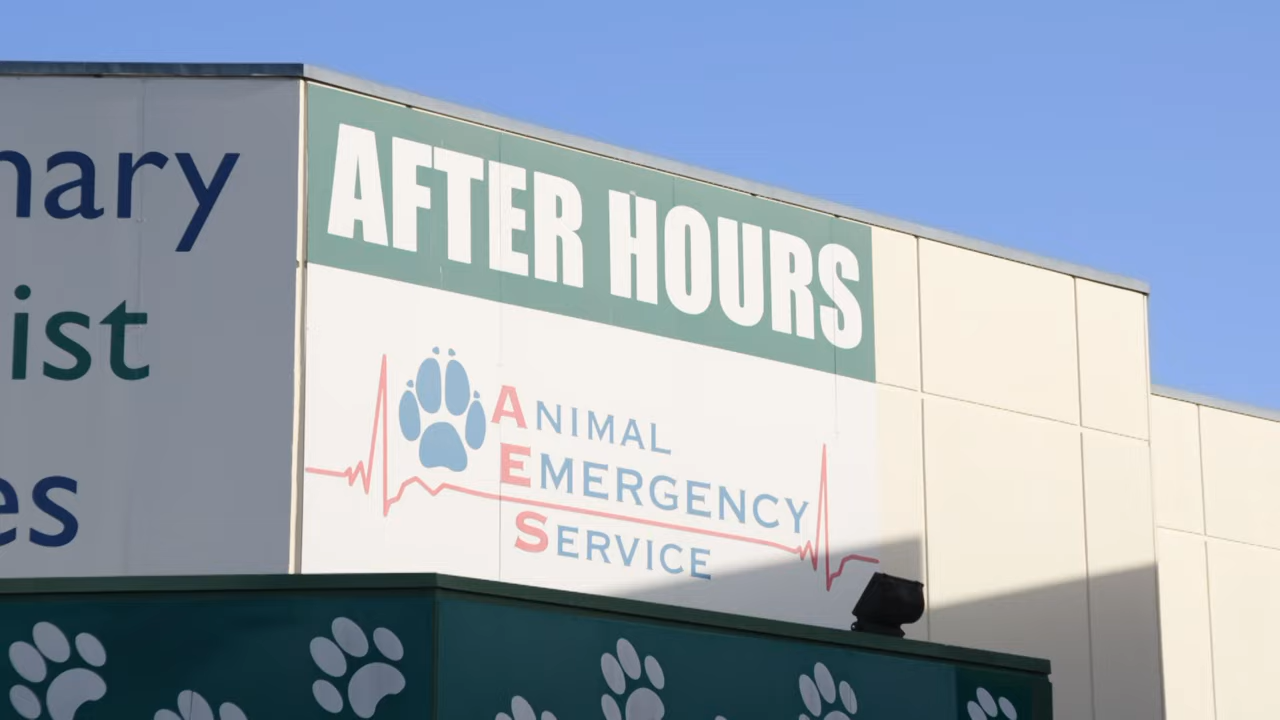 nary
ist
es
AFTER HOURS
ANIMAL
EMERGENCY
SERVICE